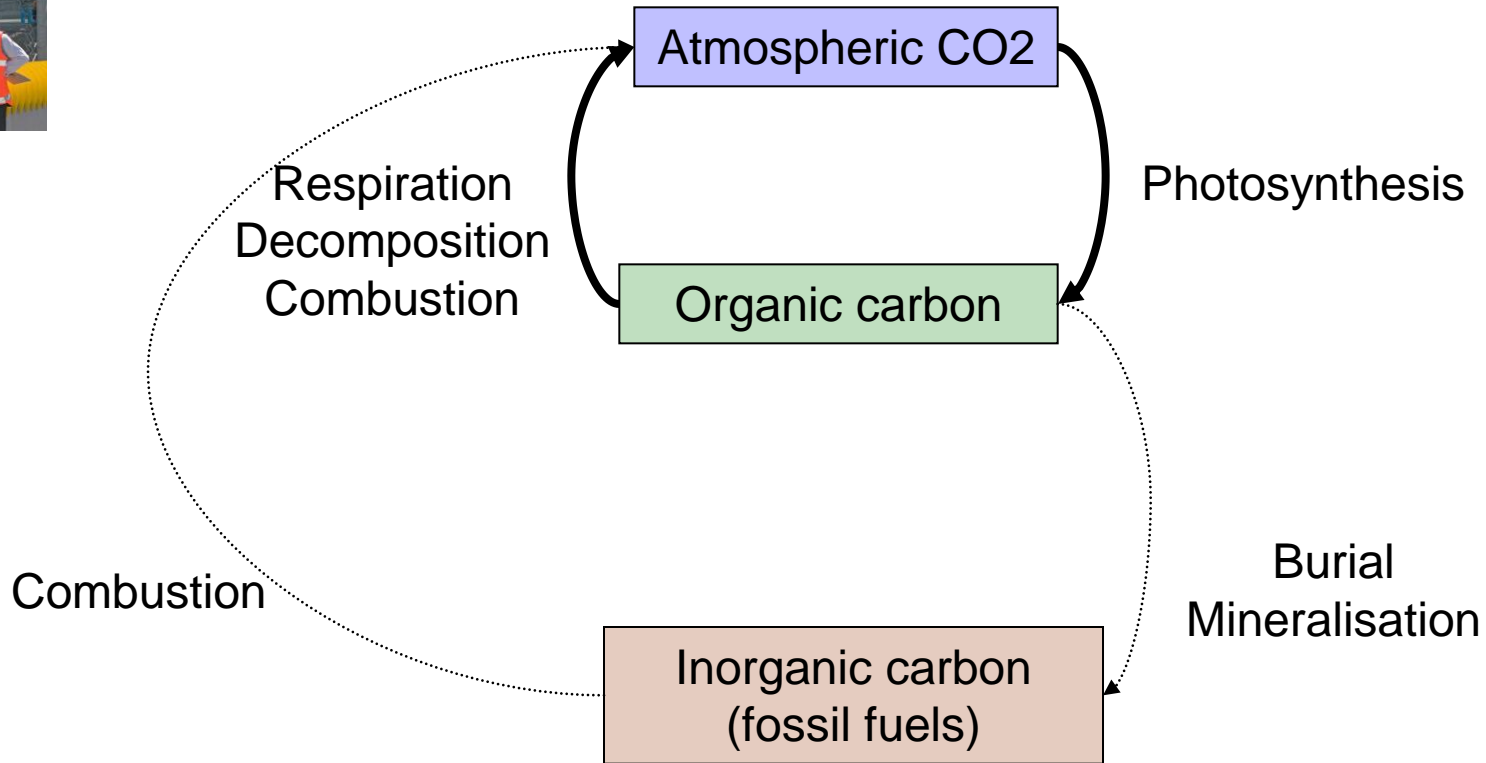 Atmospheric CO2
Respiration
Decomposition
Combustion
Photosynthesis
Organic carbon
Combustion
Burial
Mineralisation
Inorganic carbon
(fossil fuels)